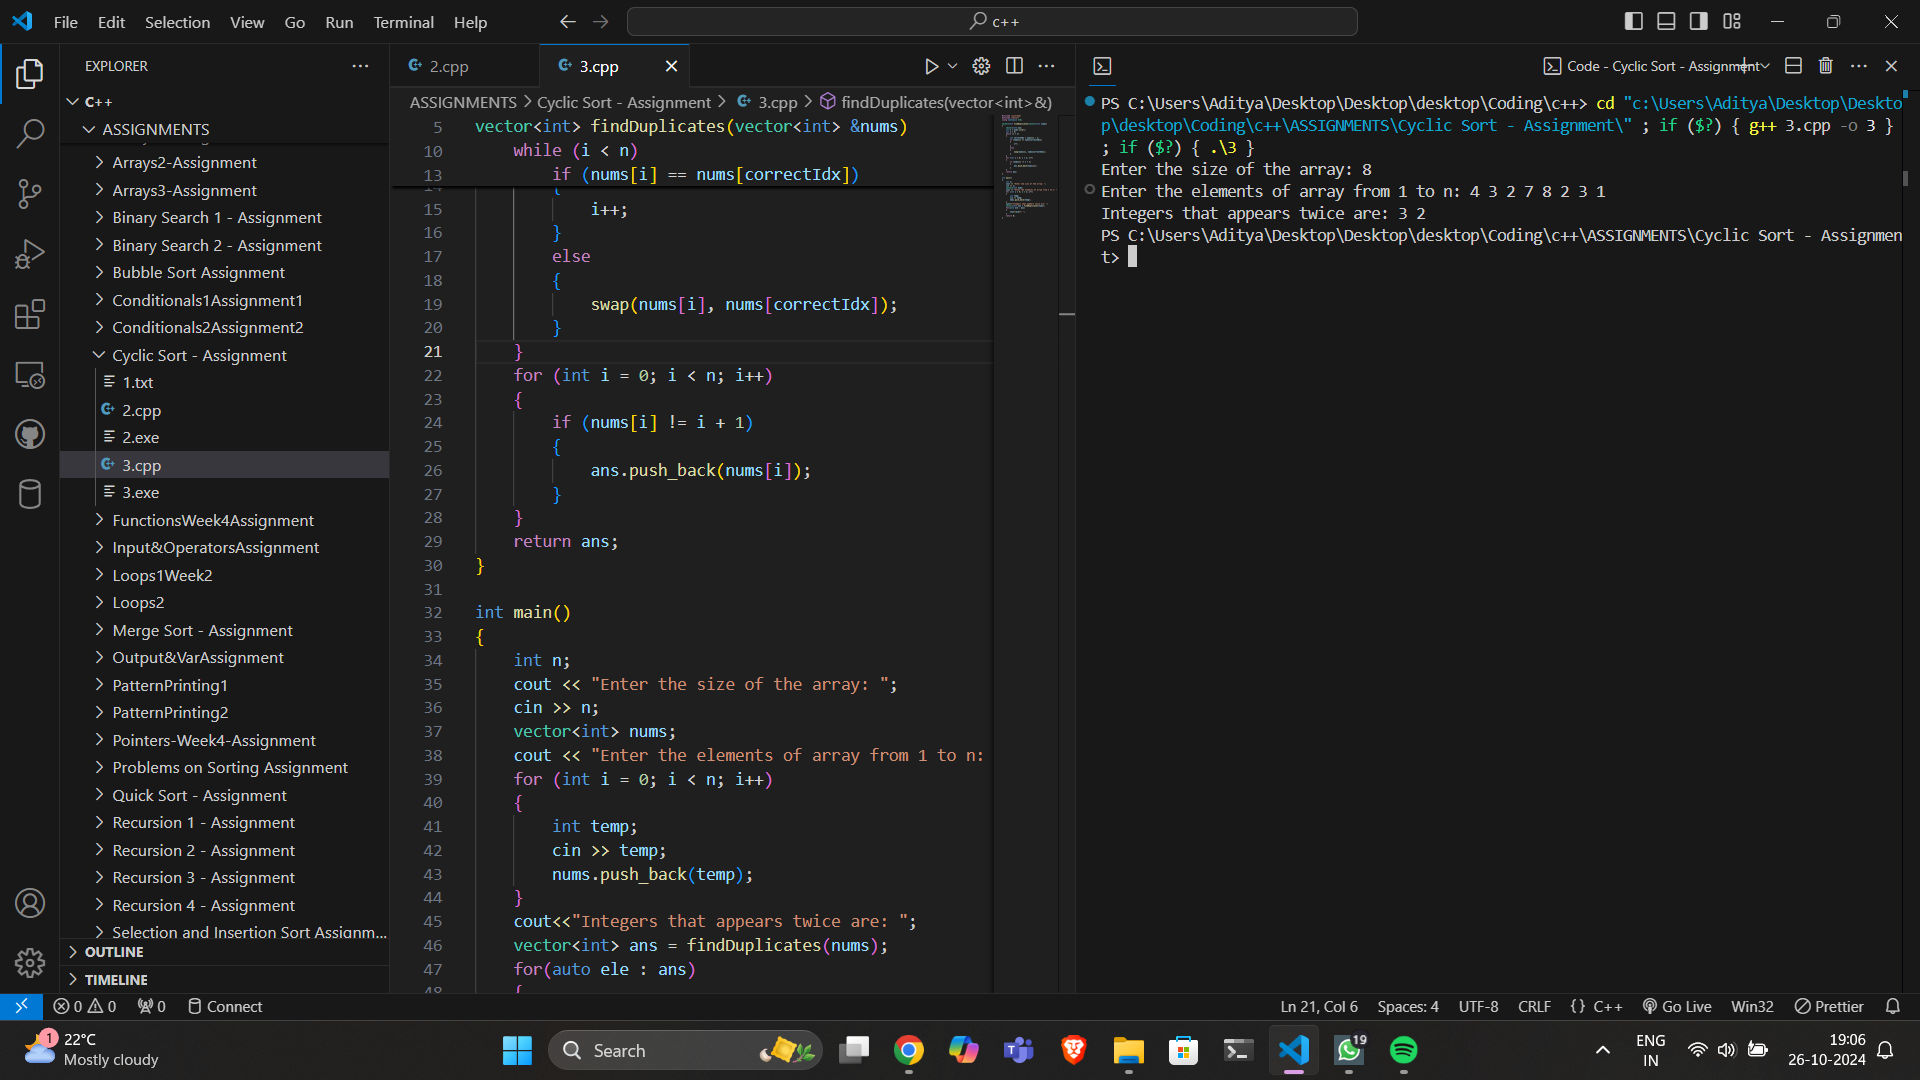 File Edit Selection View Go Run Terminal Help
c++
EXPLORER
C++
ASSIGNMENTS
Arrays2-Assignment
Arrays3-Assignment
Binary Search 1 - Assignment
Binary Search 2 - Assignment
Bubble Sort Assignment
Conditionals1Assignment1
Conditionals2Assignment2
Cyclic Sort - Assignment
1.txt
2.cpp
2.exe
3.cpp
3.exe
FunctionsWeek4Assignment
Input&OperatorsAssignment
Loops1Week2
Loops2
Merge Sort - Assignment
Output&VarAssignment
PatternPrinting1
PatternPrinting2
Pointers-Week4-Assignment
Problems on Sorting Assignment
Quick Sort - Assignment
Recursion 1 - Assignment
Recursion 2 - Assignment
Recursion 3 - Assignment
Recursion 4 - Assignment
Selection and Insertion Sort Assignm...
OUTLINE
TIMELINE
2.cpp 3.cpp
ASSIGNMENTS > Cyclic Sort - Assignment > 3.cpp > findDuplicates(vector<int>&)
5 vector<int> findDuplicates(vector<int> &nums)
10 while (i < n)
13 if (nums[i] == nums[correctIdx])
14 {
15 i++;
16 }
17 else
18 {
19 swap(nums[i], nums[correctIdx]);
20 }
21 }
22 for (int i = 0; i < n; i++)
23 {
24 if (nums[i] != i + 1)
25 {
26 ans.push_back(nums[i]);
27 }
28 }
29 return ans;
30 }
31
32 int main()
33 {
34 int n;
35 cout << "Enter the size of the array: ";
36 cin >> n;
37 vector<int> nums;
38 cout << "Enter the elements of array from 1 to n:
39 for (int i = 0; i < n; i++)
40 {
41 int temp;
42 cin >> temp;
43 nums.push_back(temp);
44 }
45 cout<<"Integers that appears twice are: ";
46 vector<int> ans = findDuplicates(nums);
47 for(auto ele : ans)
48 {
Code - Cyclic Sort - Assignment
PS C:\Users\Aditya\Desktop\Desktop\desktop\Coding\c++> cd "c:\Users\Aditya\Desktop\Deskto
p\desktop\Coding\c++\ASSIGNMENTS\Cyclic Sort - Assignment\" ; if ($?) { g++ 3.cpp -o 3 }
; if ($?) { .\3 }
Enter the size of the array: 8
Enter the elements of array from 1 to n: 4 3 2 7 8 2 3 1
Integers that appears twice are: 3 2
PS C:\Users\Aditya\Desktop\Desktop\desktop\Coding\c++\ASSIGNMENTS\Cyclic Sort - Assignmen
t>
0 0 0 Connect
Ln 21, Col 6 Spaces: 4 UTF-8 CRLF {} C++ Go Live Win32 Prettier
1 22°C
Mostly cloudy
Search
19
ENG
IN
19:06
26-10-2024